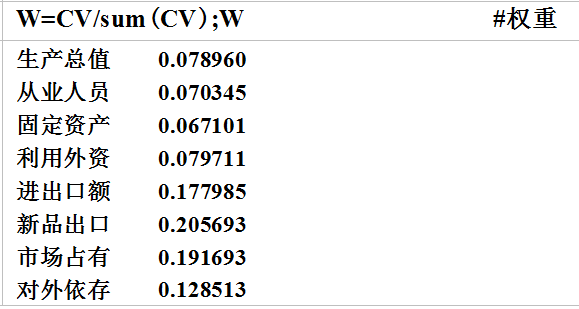 W=CV/sum(CV);W #权重
生产总值 0.078960
从业人员 0.070345
固定资产 0.067101
利用外资 0.079711
进出口额 0.177985
新品出口 0.205693
市场占有 0.191693
对外依存 0.128513